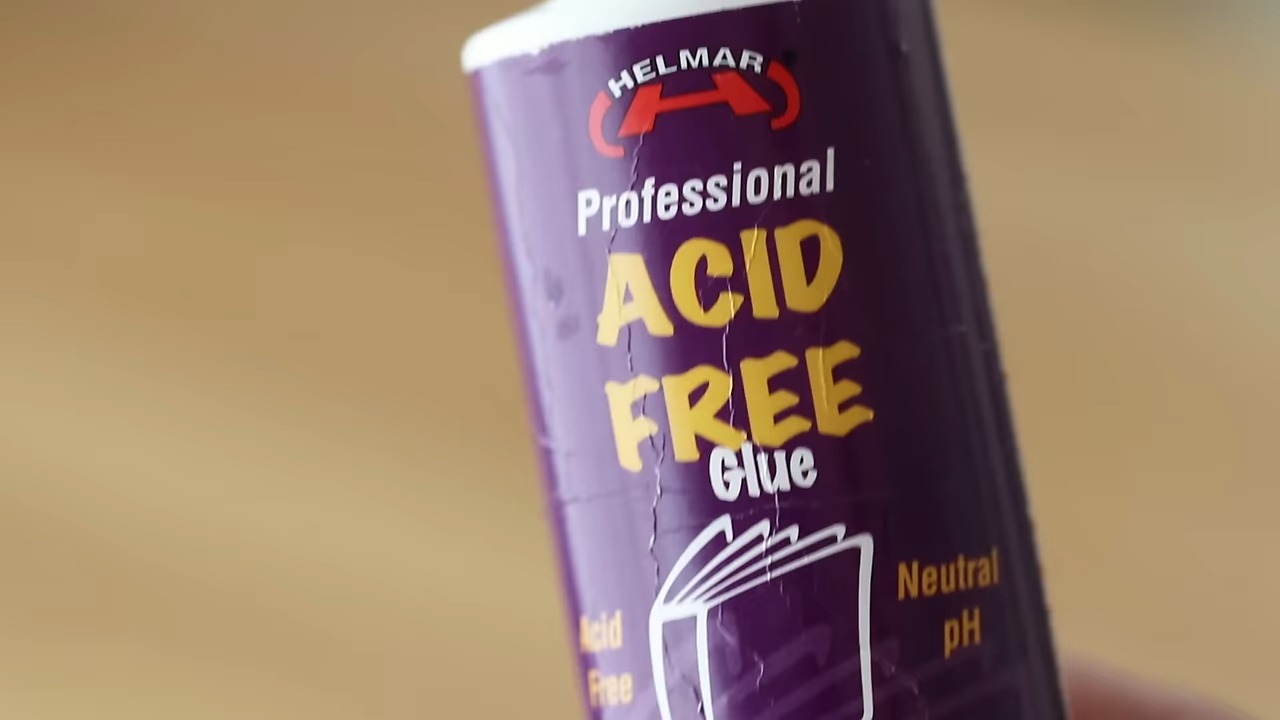 HELMAR
Professional
ACID
FREE
Glue
Neutral
pH
Acid
Free